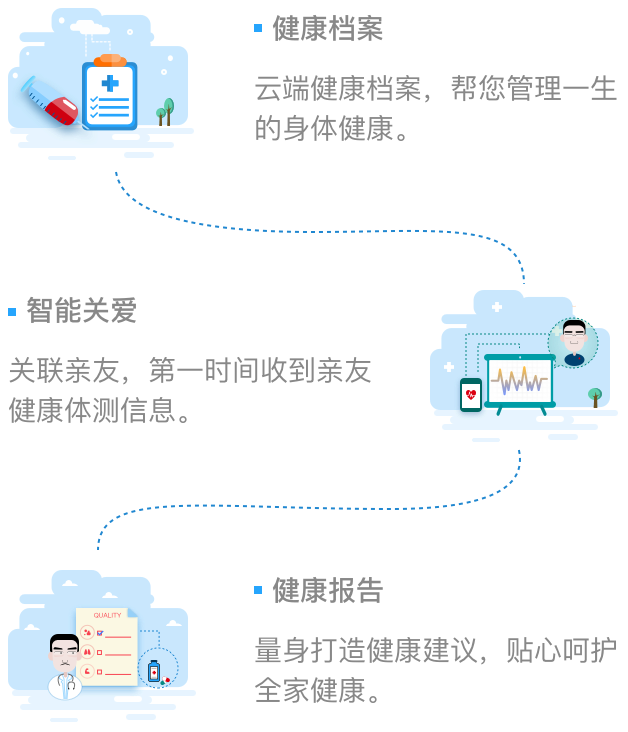 健康档案
云端健康档案，帮您管理一生
的身体健康。
智能关爱
关联亲友，第一时间收到亲友
健康体测信息。
QUALITY
健康报告
量身打造健康建议，贴心呵护
全家健康。